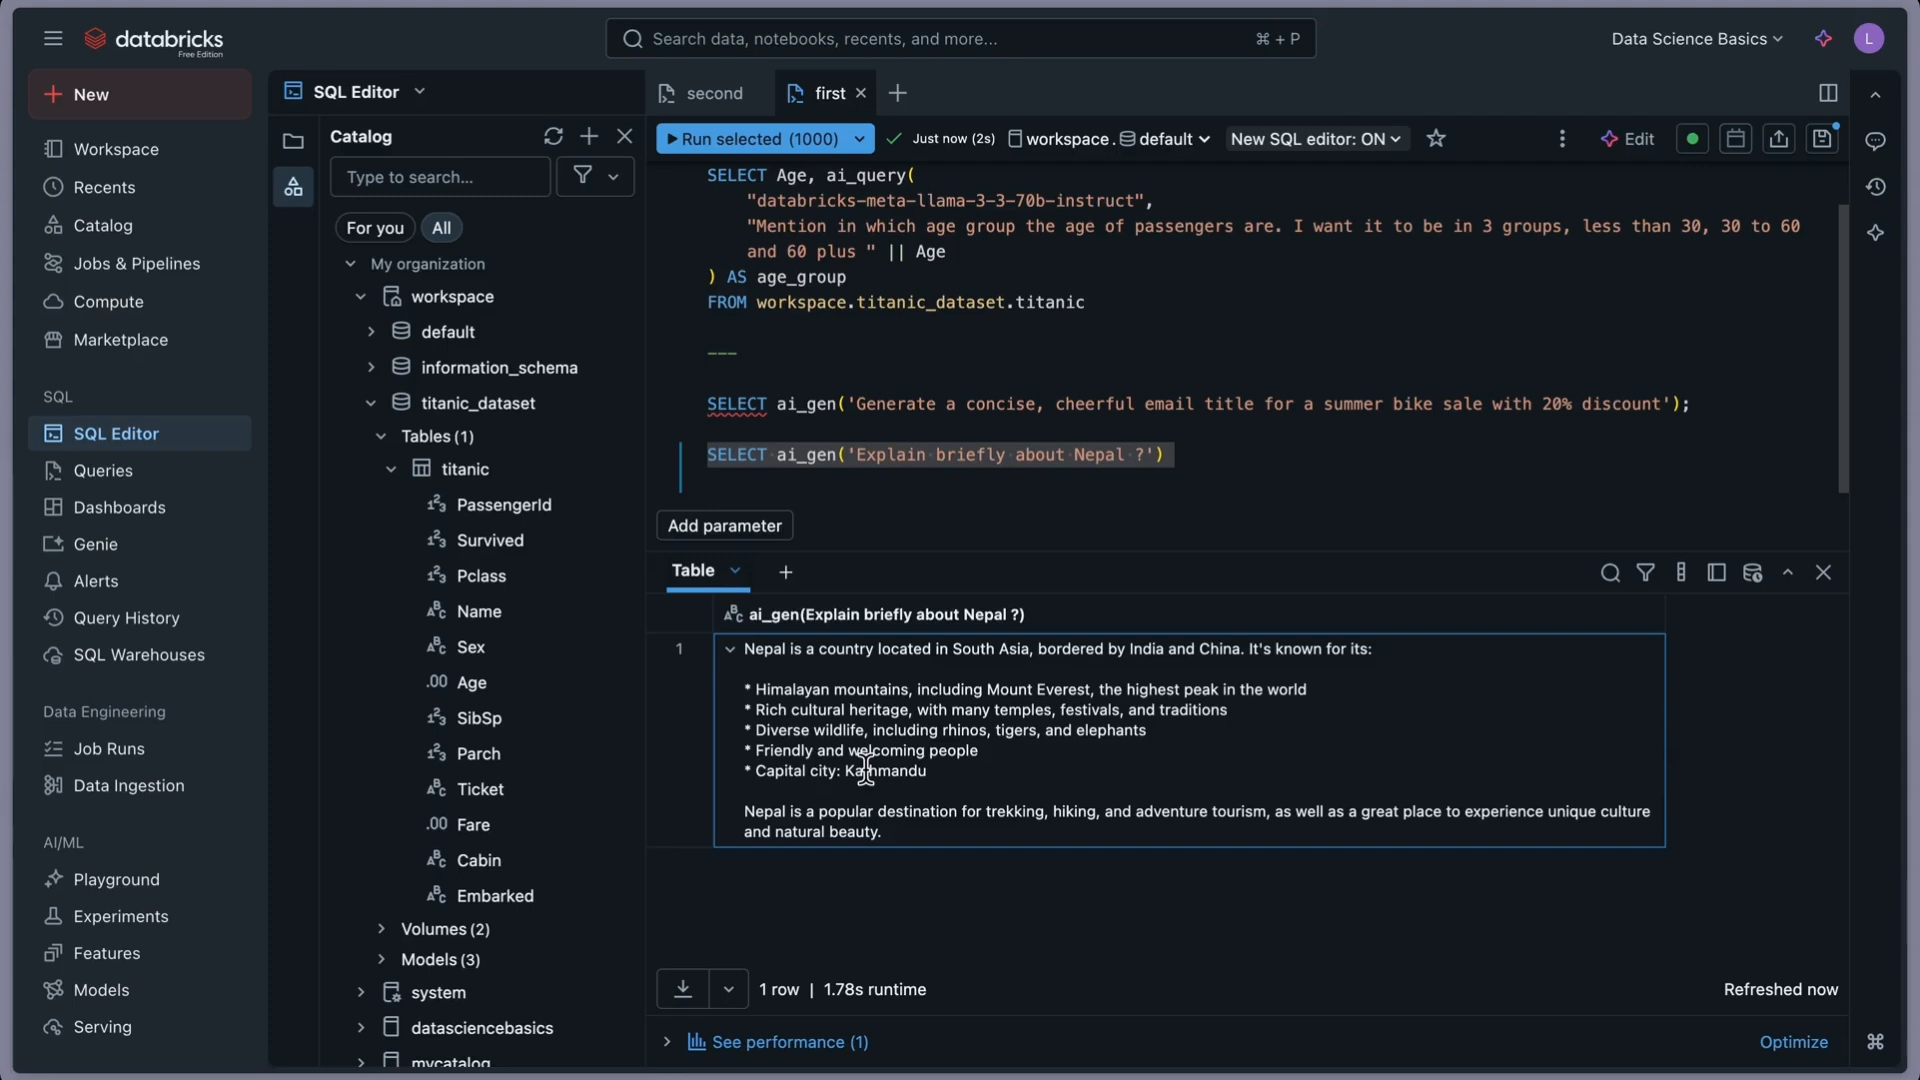 databricks
Free Edition
Search data, notebooks, recents, and more...
⌘ + P
Data Science Basics
L
New
Workspace
Recents
Catalog
Jobs & Pipelines
Compute
Marketplace
SQL
SQL Editor
Queries
Dashboards
Genie
Alerts
Query History
SQL Warehouses
Data Engineering
Job Runs
Data Ingestion
AI/ML
Playground
Experiments
Features
Models
Serving
SQL Editor
Catalog
Type to search...
For you
All
My organization
workspace
default
information_schema
titanic_dataset
Tables (1)
titanic
PassengerId
Survived
Pclass
Name
Sex
Age
SibSp
Parch
Ticket
Fare
Cabin
Embarked
Volumes (2)
Models (3)
system
datasciencebasics
mycatalog
second
first
Run selected (1000)
Just now (2s)
workspace . default
New SQL editor: ON
Edit
SELECT Age, ai_query(
"databricks-meta-llama-3-3-70b-instruct",
"Mention in which age group the age of passengers are. I want it to be in 3 groups, less than 30, 30 to 60
and 60 plus " || Age
) AS age_group
FROM workspace.titanic_dataset.titanic
---
SELECT ai_gen('Generate a concise, cheerful email title for a summer bike sale with 20% discount');
SELECT ai_gen('Explain briefly about Nepal ?')
Add parameter
Table
ai_gen(Explain briefly about Nepal ?)
1
Nepal is a country located in South Asia, bordered by India and China. It's known for its:
* Himalayan mountains, including Mount Everest, the highest peak in the world
* Rich cultural heritage, with many temples, festivals, and traditions
* Diverse wildlife, including rhinos, tigers, and elephants
* Friendly and welcoming people
* Capital city: Kathmandu
Nepal is a popular destination for trekking, hiking, and adventure tourism, as well as a great place to experience unique culture
and natural beauty.
1 row | 1.78s runtime
Refreshed now
See performance (1)
Optimize